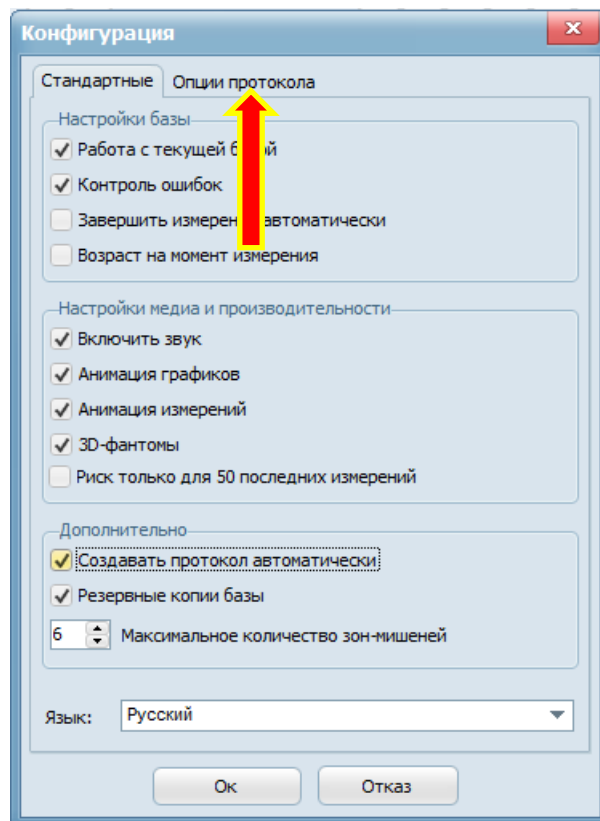 Конфигурация
Стандартные Опции протокола
Настройки базы
Работа с текущей
Контроль ошибок
Завершить автоматически
Возраст на момент измерения
Настройки медиа и производительности
Включить звук
Анимация графиков
Анимация измерений
3D-фантомы
Риск только для 50 последних измерений
Дополнительно
Создавать протокол автоматически
Резервные копии базы
6 Максимальное количество зон-мишеней
Язык: Русский
Ок Отказ